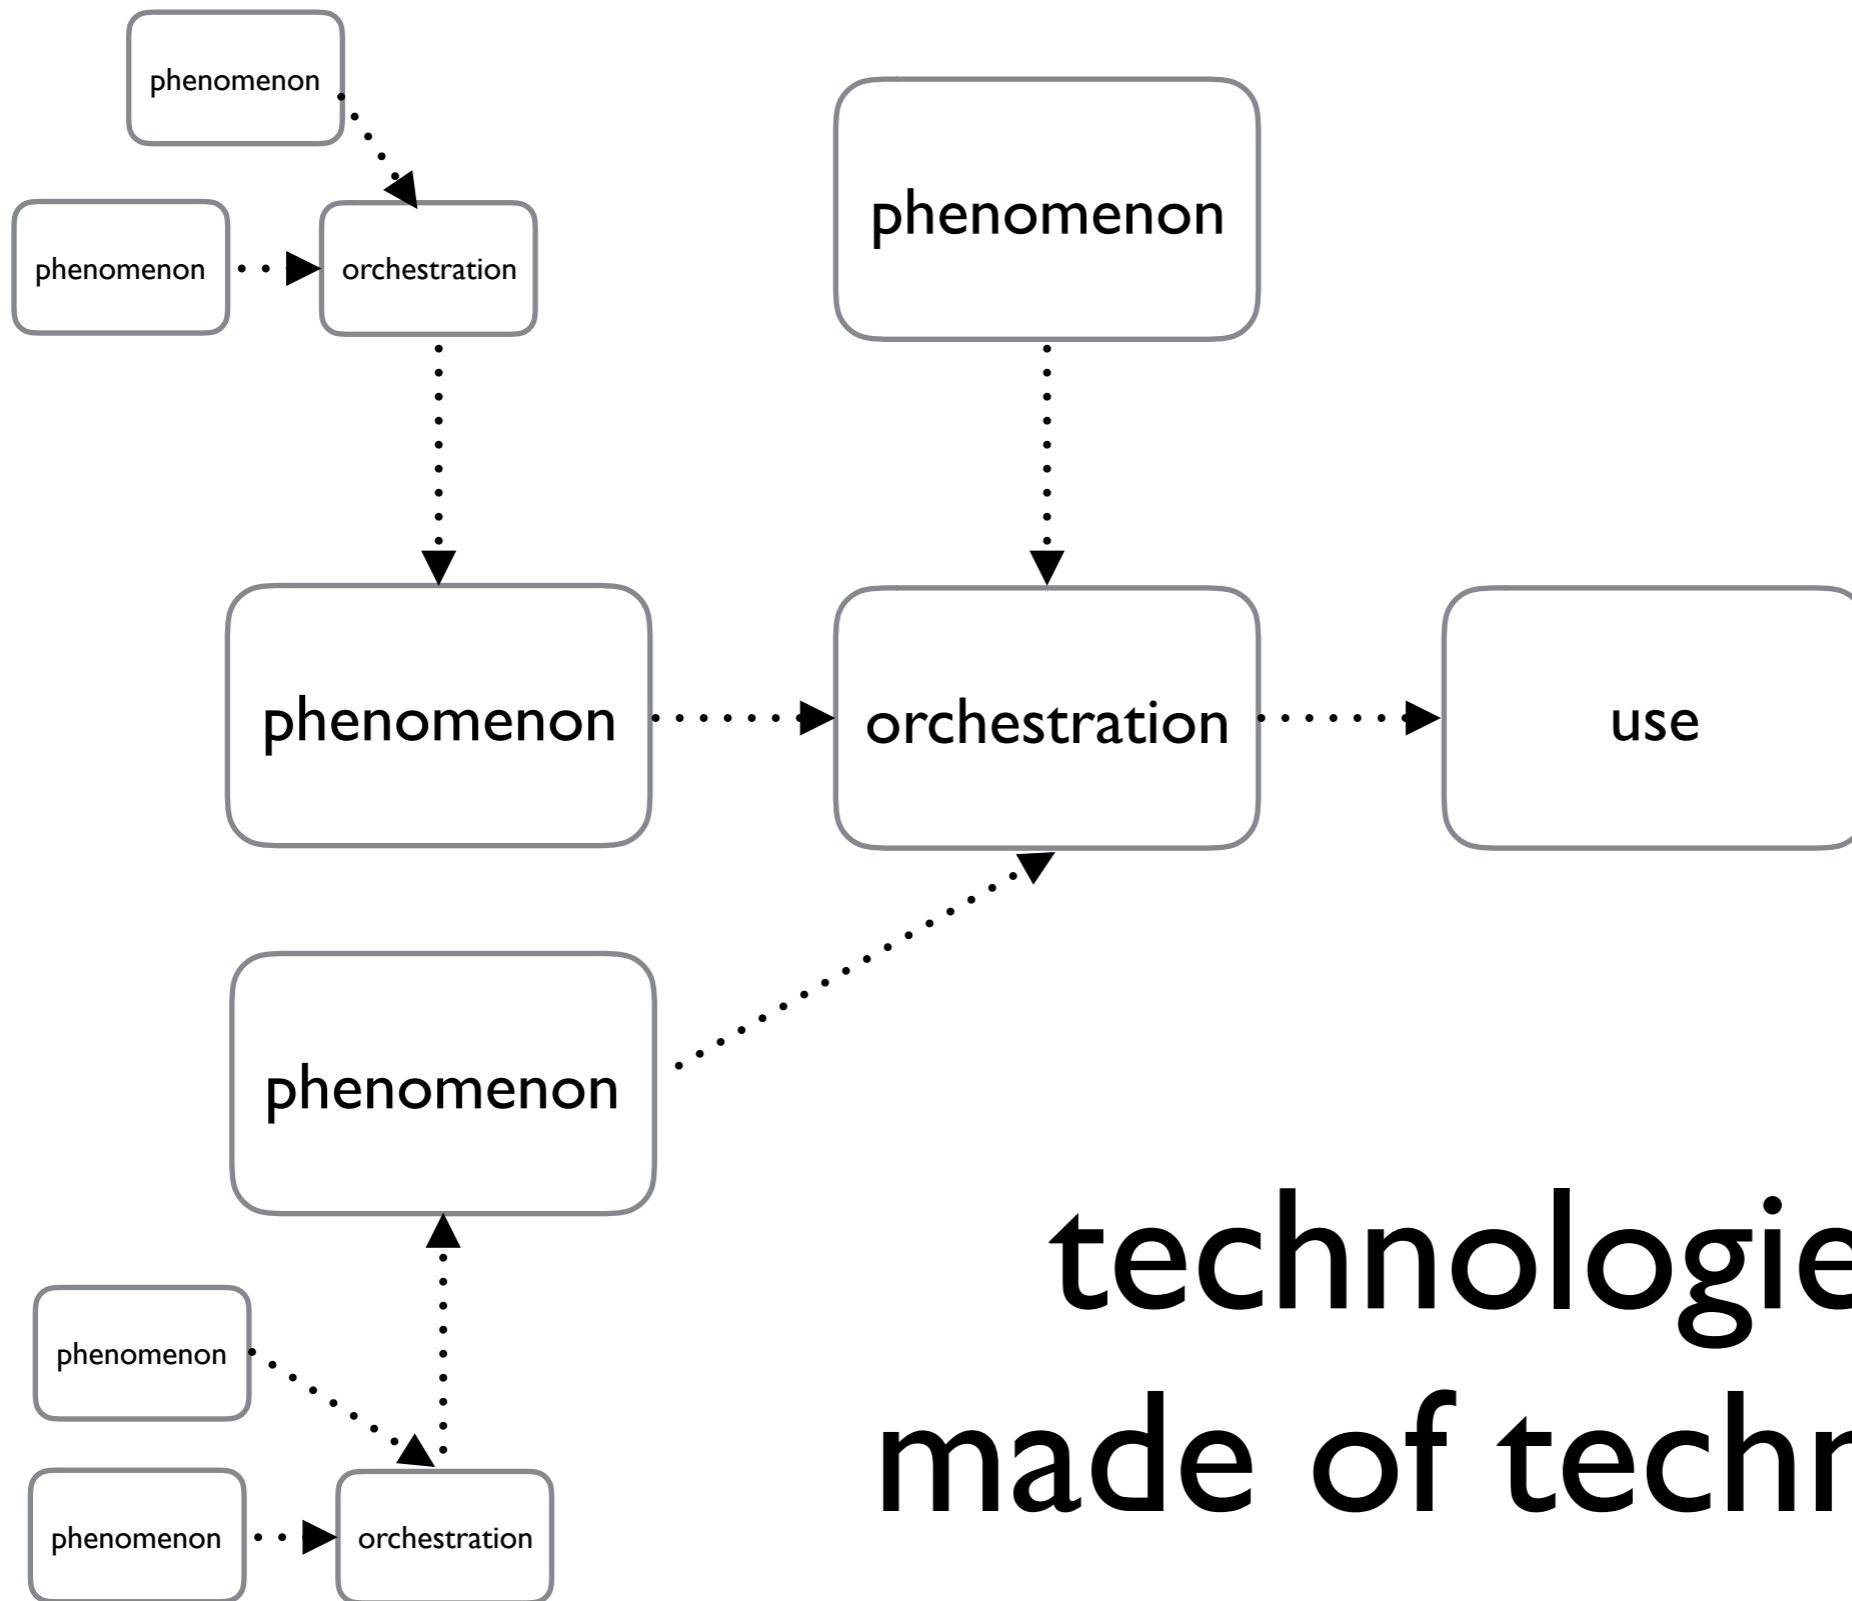 phenomenon
phenomenon
phenomenon
orchestration
phenomenon
orchestration
use
phenomenon
technologie
made of techn
phenomenon
phenomenon
orchestration